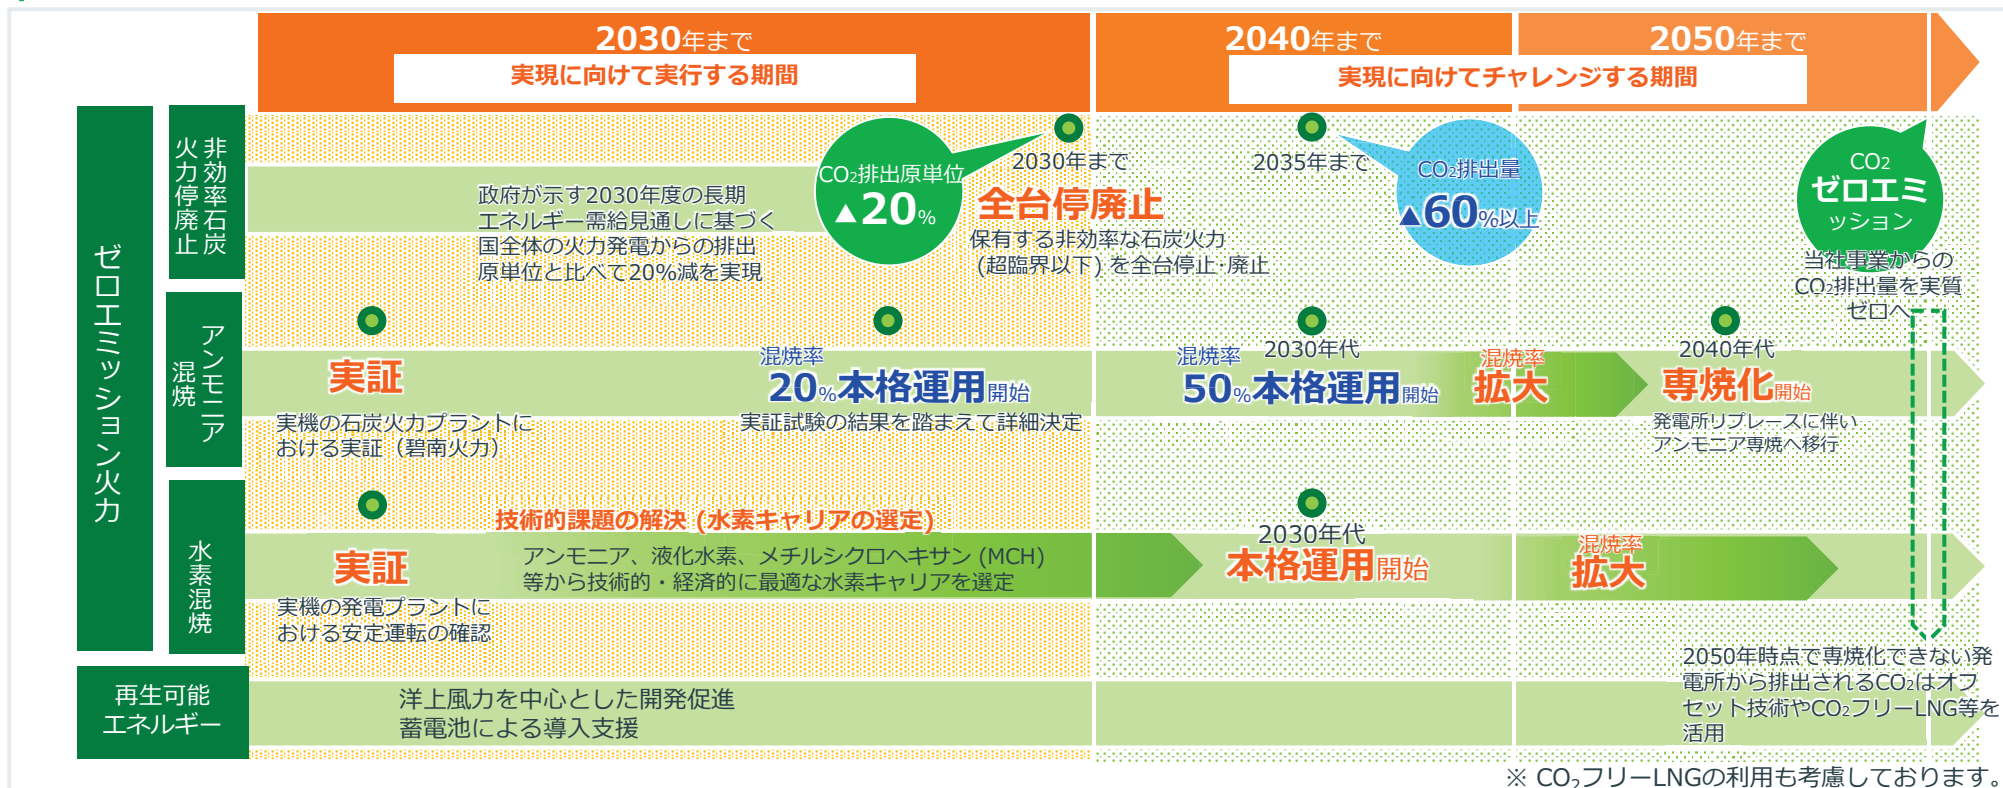 2030年まで
実現に向けて実行する期間
2040年まで
2050年まで
実現に向けてチャレンジする期間
ゼロエミッション火力
非効率石炭
火力停廃止
政府が示す2030年度の長期
エネルギー需給見通しに基づく
国全体の火力発電からの排出
原単位と比べて20%減を実現
CO₂排出原単位
▲20%
2030年まで
全台停廃止
保有する非効率な石炭火力
(超臨界以下) を全台停止・廃止
2035年まで
CO₂排出量
▲60%以上
CO2
ゼロエミ
ッション
当社事業からの
CO₂排出量を実質
ゼロへ
アンモニア
混焼
実証
実機の石炭火力プラントに
おける実証（碧南火力）
混焼率
20%本格運用開始
実証試験の結果を踏まえて詳細決定
2030年代
混焼率
50%本格運用開始
混焼率
拡大
2040年代
専焼化開始
発電所リプレースに伴い
アンモニア専焼へ移行
水素混焼
実証
実機の発電プラントに
おける安定運転の確認
技術的課題の解決 (水素キャリアの選定)
アンモニア、液化水素、メチルシクロヘキサン (MCH)
等から技術的・経済的に最適な水素キャリアを選定
2030年代
本格運用開始
混焼率
拡大
再生可能
エネルギー
洋上風力を中心とした開発促進
蓄電池による導入支援
2050年時点で専焼化できない発
電所から排出されるCO₂はオフ
セット技術やCO₂フリーLNG等を
活用
※ CO₂フリーLNGの利用も考慮しております。